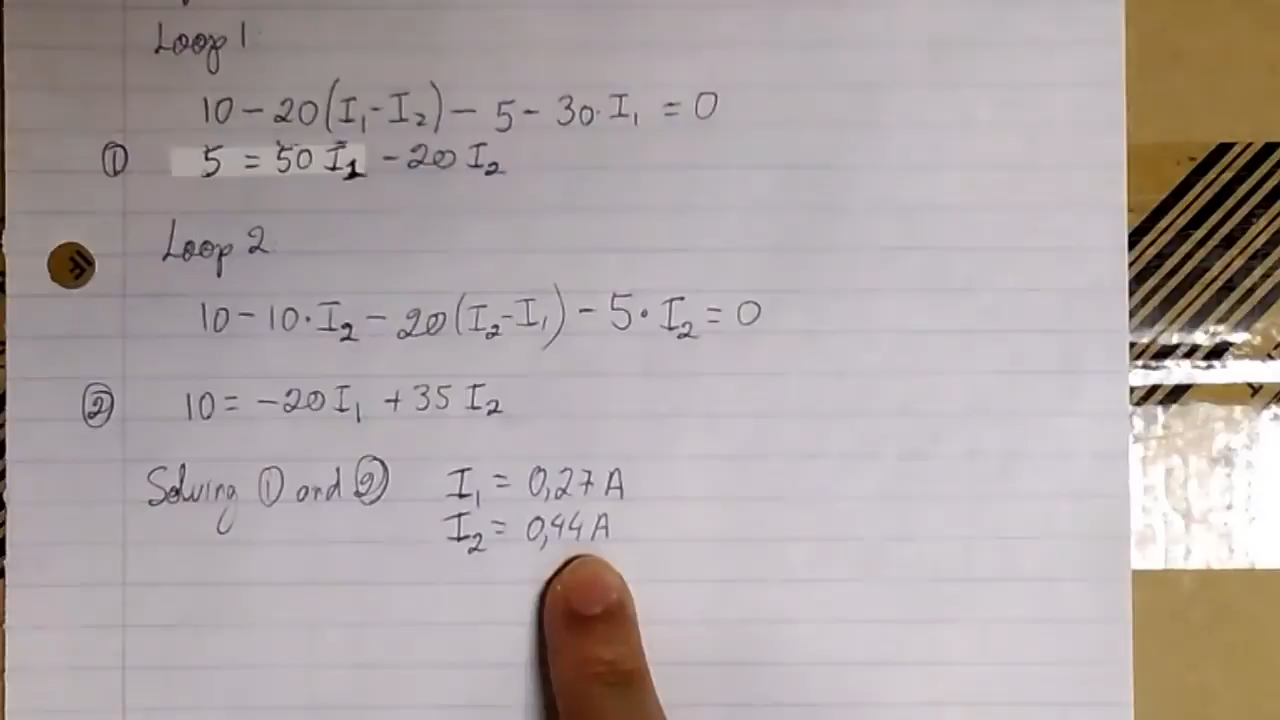 Loop 1
10 - 20(I₁ - I₂) - 5 - 30·I₁ = 0
① 5 = 50 I₁ - 20 I₂
Loop 2
10 - 10·I₂ - 20(I₂ - I₁) - 5·I₂ = 0
② 10 = -20 I₁ + 35 I₂
Solving ① and ② I₁ = 0,27 A
I₂ = 0,44 A